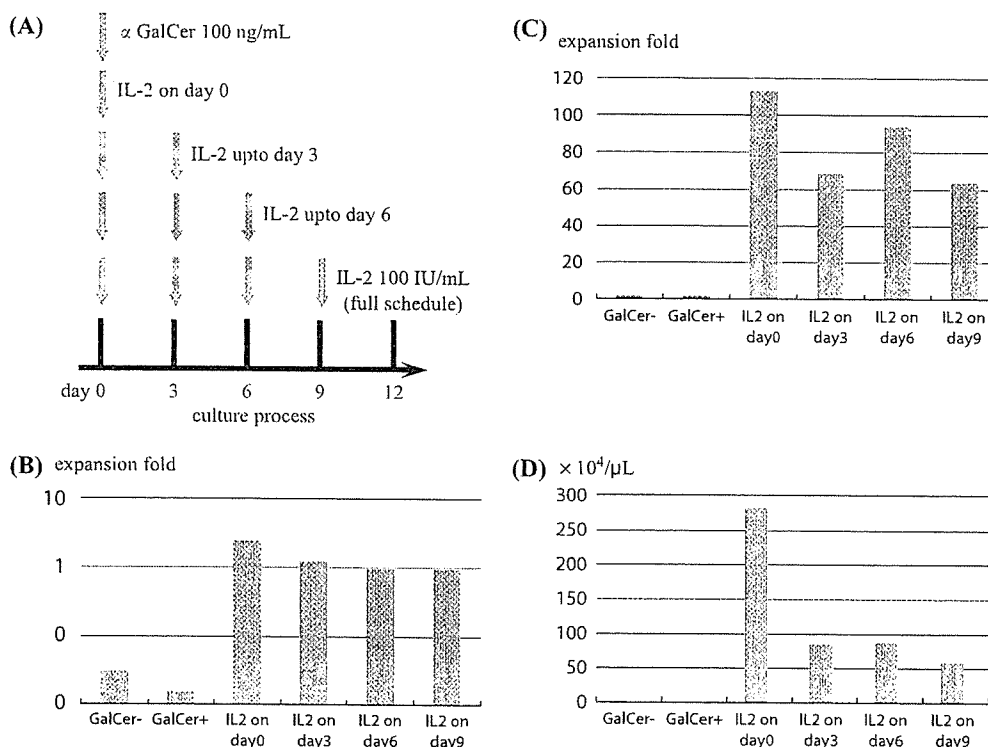 (A)
α GalCer 100 ng/mL
IL-2 on day 0
IL-2 upto day 3
IL-2 upto day 6
IL-2 100 IU/mL
(full schedule)
day 0 3 6 9 12
culture process
(B) expansion fold
10
1
0
0
GalCer- GalCer+ IL2 on day0 IL2 on day3 IL2 on day6 IL2 on day9
(C) expansion fold
120
100
80
60
40
20
0
GalCer- GalCer+ IL2 on day0 IL2 on day3 IL2 on day6 IL2 on day9
(D) × 10⁴/µL
300
250
200
150
100
50
0
GalCer- GalCer+ IL2 on day0 IL2 on day3 IL2 on day6 IL2 on day9